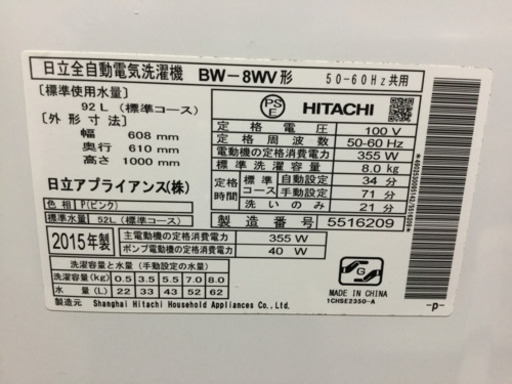 日立全自動電気洗濯機 BW-8WV形 50-60Hz共用
〔標準使用水量〕
92L（標準コース）
〔外形寸法〕
幅 608 mm
奥行 610 mm
高さ 1000 mm
日立アプライアンス(株)
色相 P(ピンク)
標準水量 52L（標準コース）
PS E HITACHI
定格電圧 100 V
定格周波数 50-60 Hz
電動機の定格消費電力 355 W
標準洗濯容量 8.0 kg
定格時間 標準 自動設定 34 分
コース 手動設定 71 分
洗いのみ 21 分
製造番号 5516209
2015年製 主電動機の定格消費電力 355 W
ポンプ電動機の定格消費電力 40 W
洗濯容量と水量（手動設定の水量）
洗濯容量(kg) 0.5 3.5 5.5 7.0 8.0
水量(L) 22 33 43 52 62
製造元 Shanghai Hitachi Household Appliances Co., Ltd.
G
MADE IN CHINA
1CHSE2350-A
-p-